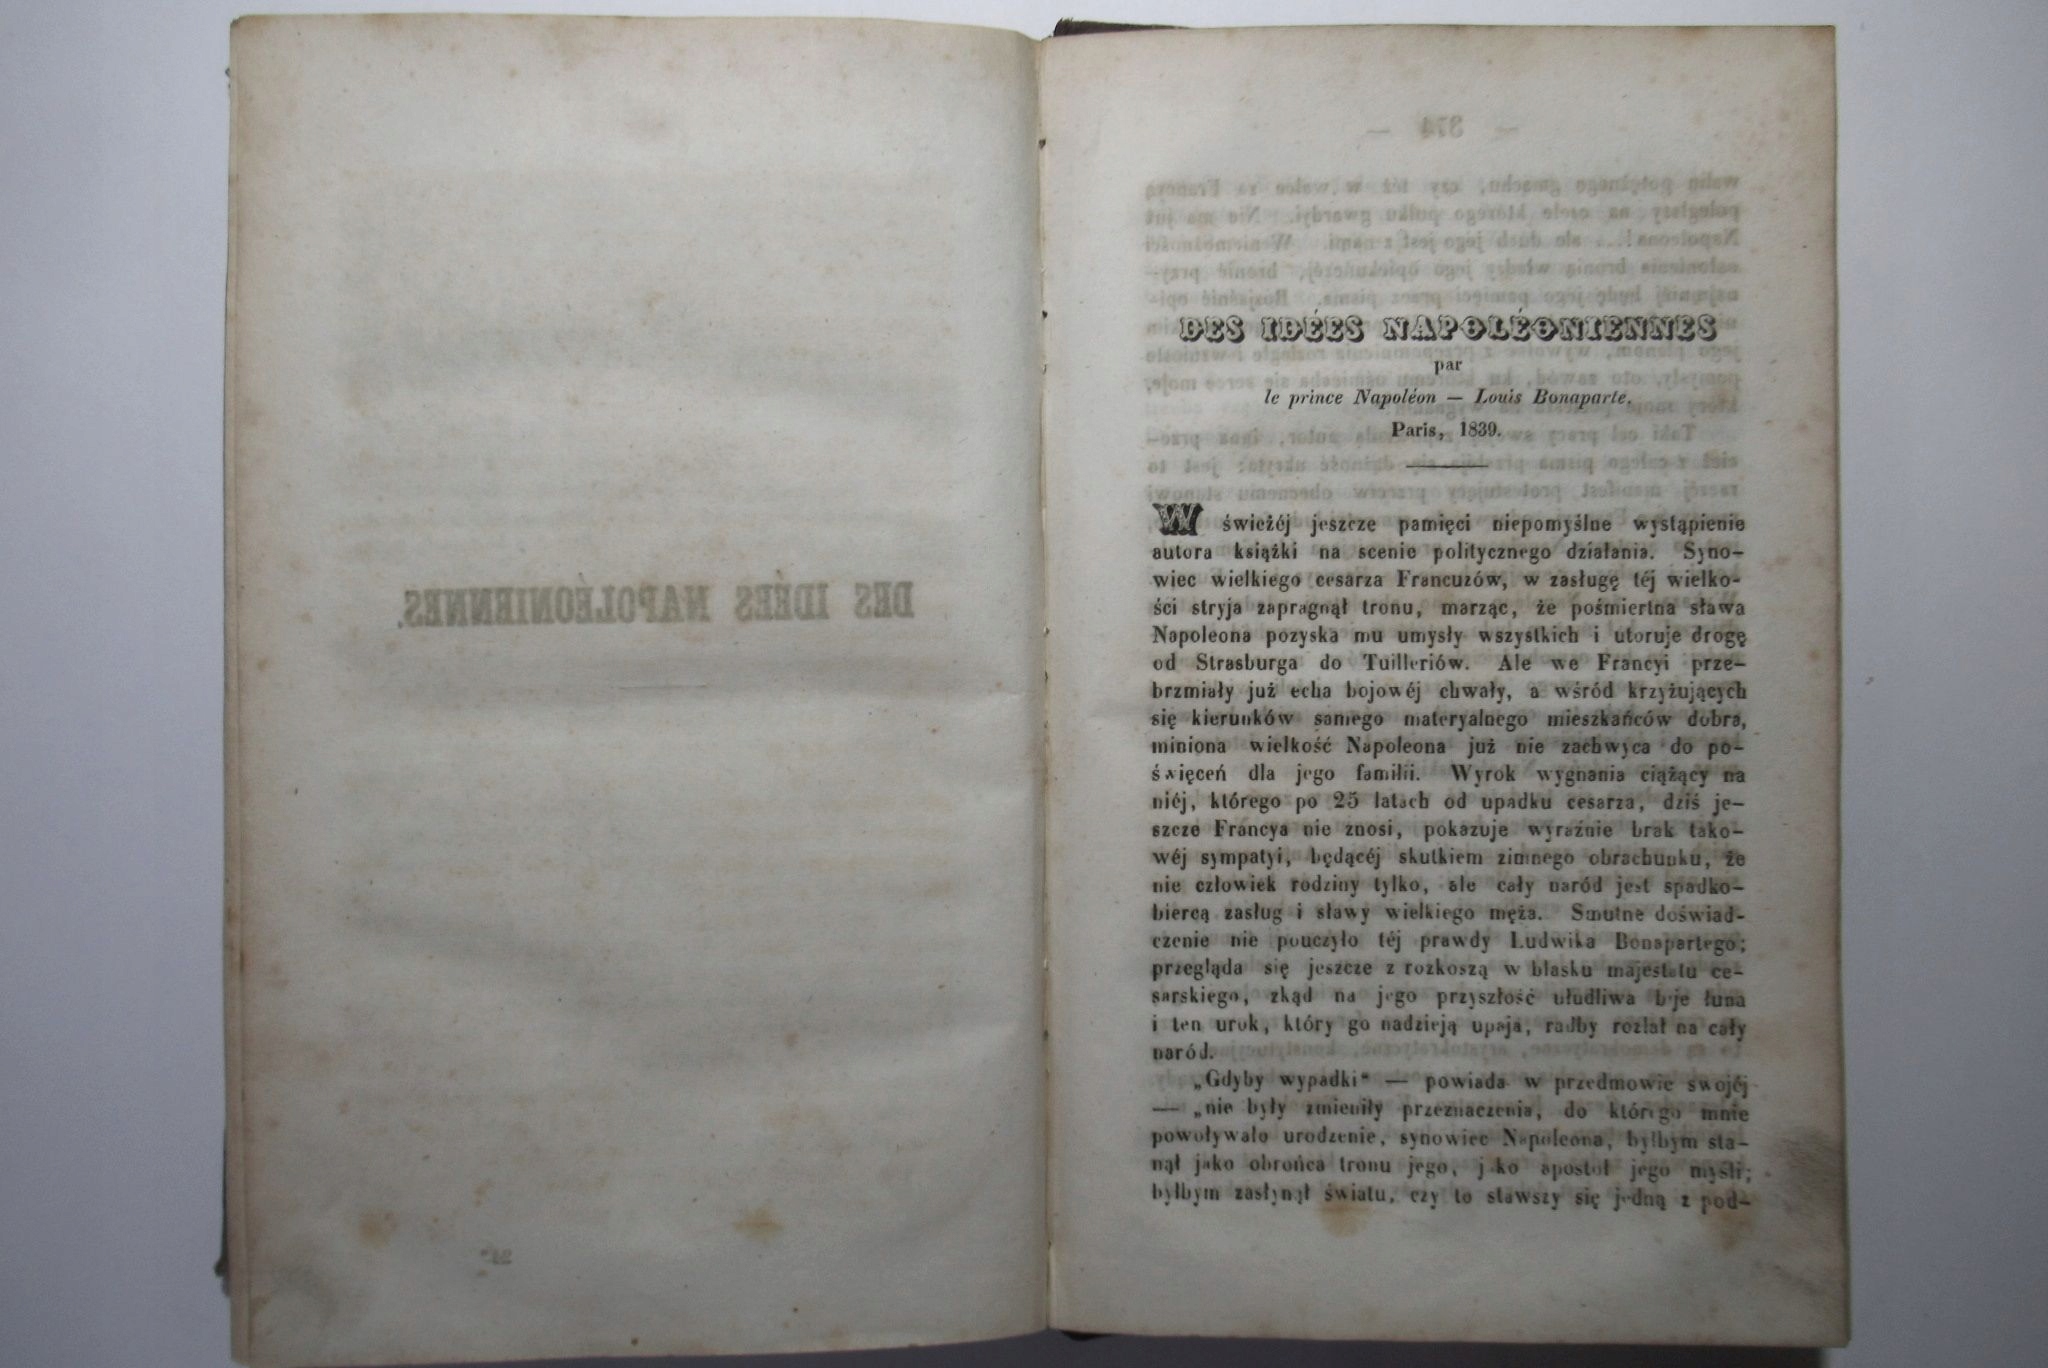 DES IDÉES NAPOLÉONIENNES.
24*
DES IDÉES NAPOLÉONIENNES
par
le prince Napoléon — Louis Bonaparte.
Paris, 1839.
W świeżéj jeszcze pamięci niepomyślne wystąpienie
autora książki na scenie politycznego działania. Syno-
wiec wielkiego cesarza Francuzów, w zasługę téj wielko-
ści stryja zapragnął tronu, marząc, że pośmiertna sława
Napoleona pozyska mu umysły wszystkich i utoruje drogę
od Strasburga do Tuilleriów. Ale we Francyi prze-
brzmiały już echa bojowéj chwały, a wśród krzyżujących
się kierunków samego materyalnego mieszkańców dobra,
miniona wielkość Napoleona już nie zachwyca do po-
święceń dla jego familii. Wyrok wygnania ciążący na
niéj, którego po 25 latach od upadku cesarza, dziś je-
szcze Francya nie znosi, pokazuje wyraźnie brak tako-
wéj sympatyi, będącéj skutkiem zimnego obrachunku, że
nie człowiek rodziny tylko, ale cały naród jest spadko-
biercą zasług i sławy wielkiego męża. Smutne doświad-
czenie nie pouczyło téj prawdy Ludwika Bonapartego;
przegląda się jeszcze z rozkoszą w blasku majestatu ce-
sarskiego, zkąd na jego przyszłość ułudliwa bije łuna
i ten urok, który go nadzieją upaja, radby rozlał na cały
naród.
„Gdyby wypadki“ — powiada w przedmowie swojéj
— „nie były zmieniły przeznaczenia, do którego mnie
powoływało urodzenie, synowiec Napoleona, byłbym sta-
nął jako obrońca tronu jego, jako apostoł jego myśli;
byłbym zasłynął światu, czy to stawszy się jedną z pod-